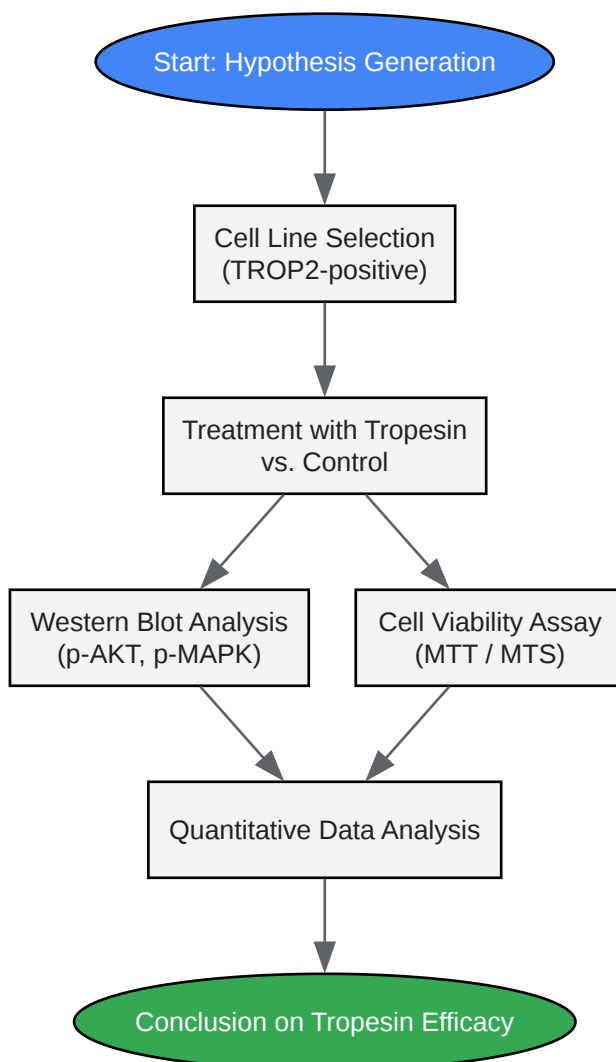 Start: Hypothesis Generation
Cell Line Selection
(TROP2-positive)
Treatment with Tropesin
vs. Control
Western Blot Analysis
(p-AKT, p-MAPK)
Cell Viability Assay
(MTT / MTS)
Quantitative Data Analysis
Conclusion on Tropesin Efficacy